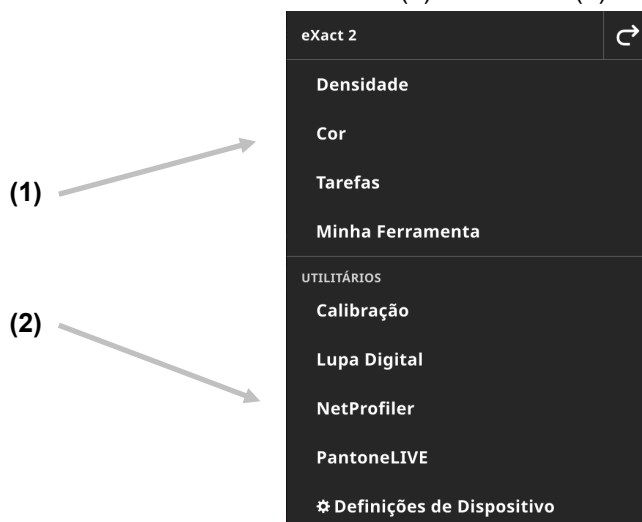 eXact 2
Densidade
Cor
(1)
Tarefas
Minha Ferramenta
UTILITÁRIOS
Calibração
(2)
Lupa Digital
NetProfiler
PantoneLIVE
Definições de Dispositivo